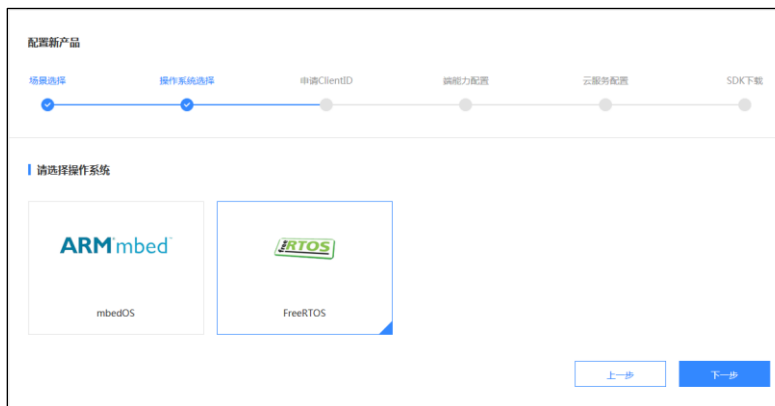 配置新产品
场景选择 操作系统选择 申请ClientID 端能力配置 云服务配置 SDK下载
请选择操作系统
ARM mbed
free RTOS
mbedOS FreeRTOS
上一步 下一步